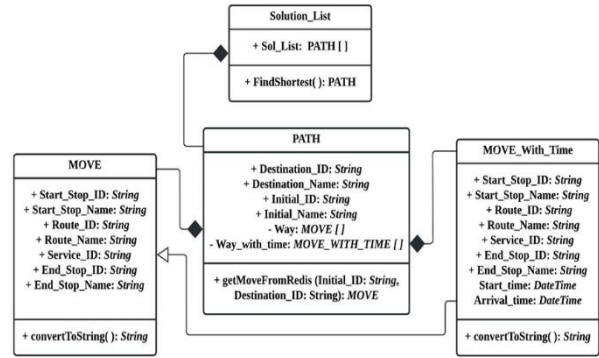 Solution_List
+ Sol_List: PATH [ ]
+ FindShortest( ): PATH
PATH
+ Destination_ID: String
+ Destination_Name: String
+ Initial_ID: String
+ Initial_Name: String
- Way: MOVE [ ]
- Way_with_time: MOVE_WITH_TIME [ ]
+ getMoveFromRedis (Initial_ID: String,
Destination_ID: String): MOVE
MOVE
+ Start_Stop_ID: String
+ Start_Stop_Name: String
+ Route_ID: String
+ Route_Name: String
+ Service_ID: String
+ End_Stop_ID: String
+ End_Stop_Name: String
+ convertToString( ): String
MOVE_With_Time
+ Start_Stop_ID: String
+ Start_Stop_Name: String
+ Route_ID: String
+ Route_Name: String
+ Service_ID: String
+ End_Stop_ID: String
+ End_Stop_Name: String
Start_time: DateTime
Arrival_time: DateTime
+ convertToString( ): String